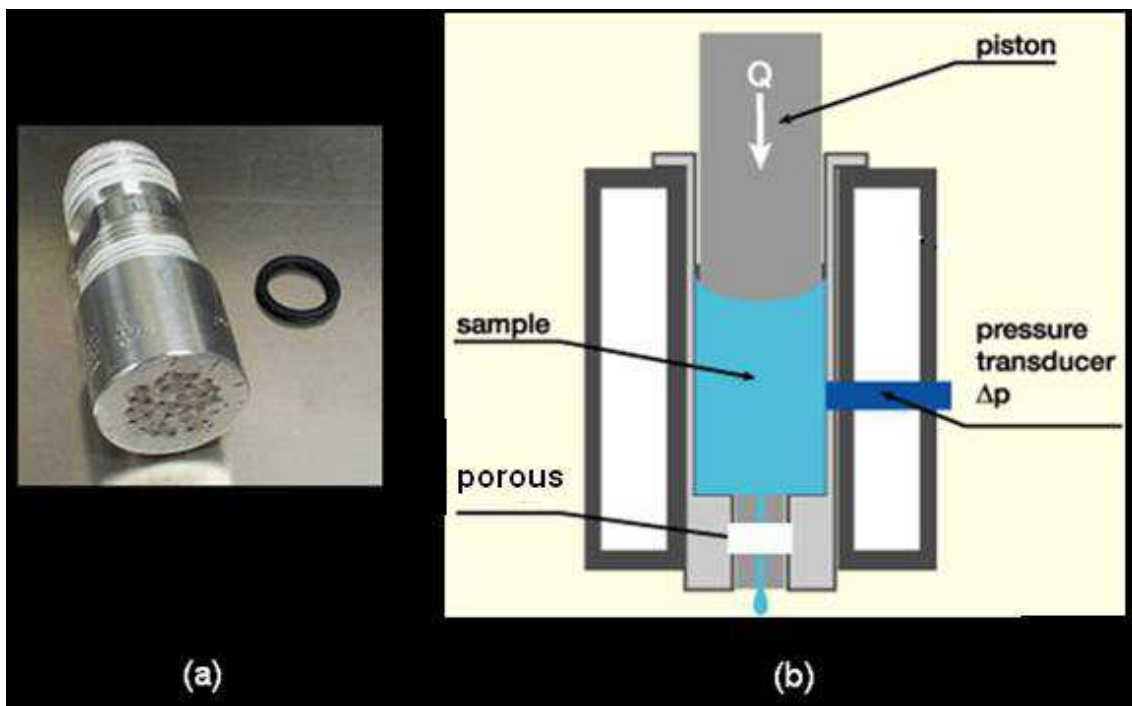 piston
Q
sample
pressure
transducer
Δp
porous
(a)
(b)